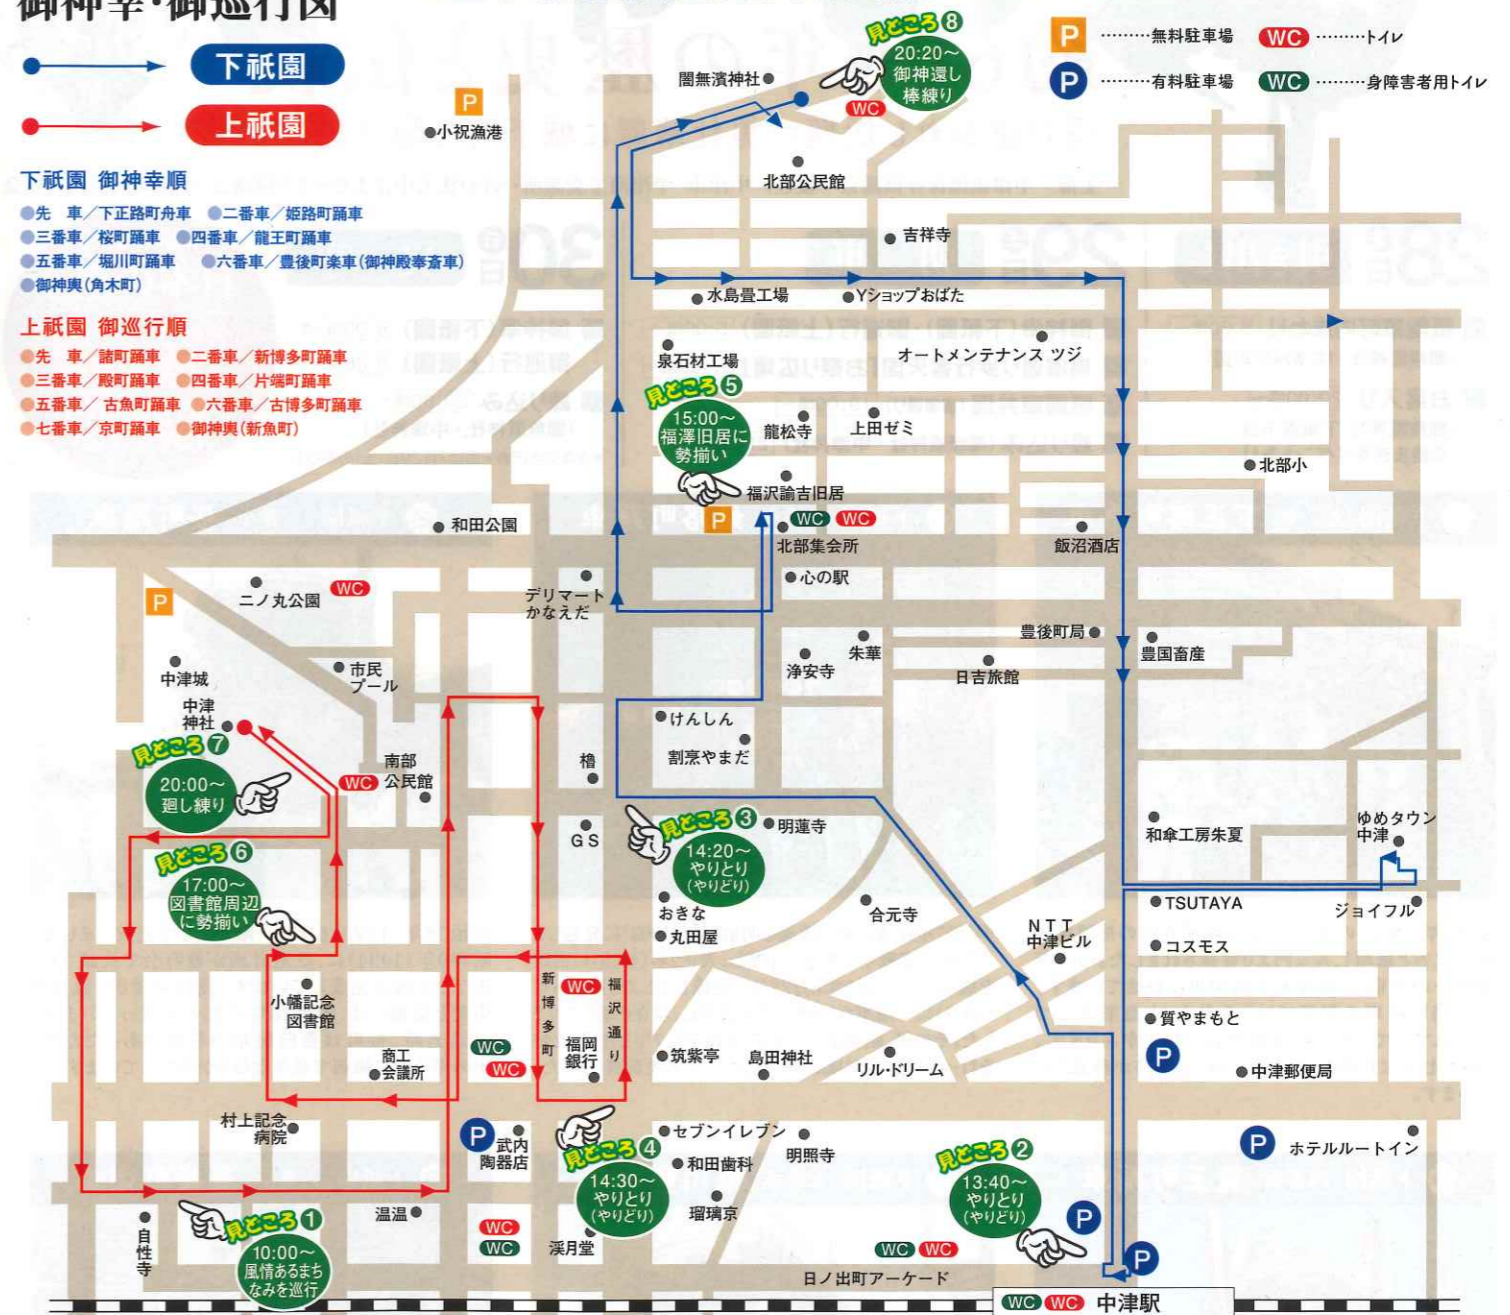 御神幸・御巡行図
下祇園
上祇園
下祇園 御神幸順
●先　車／下正路町舟車 ●二番車／姫路町踊車
●三番車／桜町踊車 ●四番車／龍王町踊車
●五番車／堀川町踊車 ●六番車／豊後町楽車(御神殿奉斎車)
●御神輿(角木町)
上祇園 御巡行順
●先　車／諸町踊車 ●二番車／新博多町踊車
●三番車／殿町踊車 ●四番車／片端町踊車
●五番車／古魚町踊車 ●六番車／古博多町踊車
●七番車／京町踊車 ●御神輿(新魚町)
P ………無料駐車場 WC ………トイレ
P ………有料駐車場 WC ………身障害者用トイレ
見どころ8
20:20～
御神還し
棒練り
闇無濱神社
WC
P
小祝漁港
北部公民館
吉祥寺
水島畳工場
Yショップおばた
オートメンテナンス ツジ
泉石材工場
見どころ5
15:00～
福澤旧居に
勢揃い
龍松寺
上田ゼミ
福沢諭吉旧居
北部小
P
WC WC
北部集会所
飯沼酒店
和田公園
心の駅
デリマート
かなえだ
二ノ丸公園
WC
P
豊後町局
朱華
浄安寺
日吉旅館
豊国畜産
中津城
市民
プール
中津
神社
けんしん
割烹やまだ
見どころ7
20:00～
廻し練り
南部
公民館
WC
櫓
GS
見どころ3
14:20～
やりとり
(やりどり)
明蓮寺
和傘工房朱夏
ゆめタウン
中津
見どころ6
17:00～
図書館周辺
に勢揃い
おきな
丸田屋
合元寺
TSUTAYA
ジョイフル
NTT
中津ビル
コスモス
小幡記念
図書館
新博多町
WC
福沢通り
福岡
銀行
質やまもと
P
商工
会議所
WC
WC
筑紫亭
島田神社
リル・ドリーム
中津郵便局
村上記念
病院
P
武内
陶器店
見どころ4
14:30～
やりとり
(やりどり)
セブンイレブン
和田歯科
瑠璃京
明照寺
見どころ2
13:40～
やりとり
(やりどり)
P
ホテルルートイン
自性寺
見どころ1
10:00～
風情あるまち
なみを巡行
温温
WC
WC
渓月堂
P
WC WC
P
日ノ出町アーケード
WC WC 中津駅